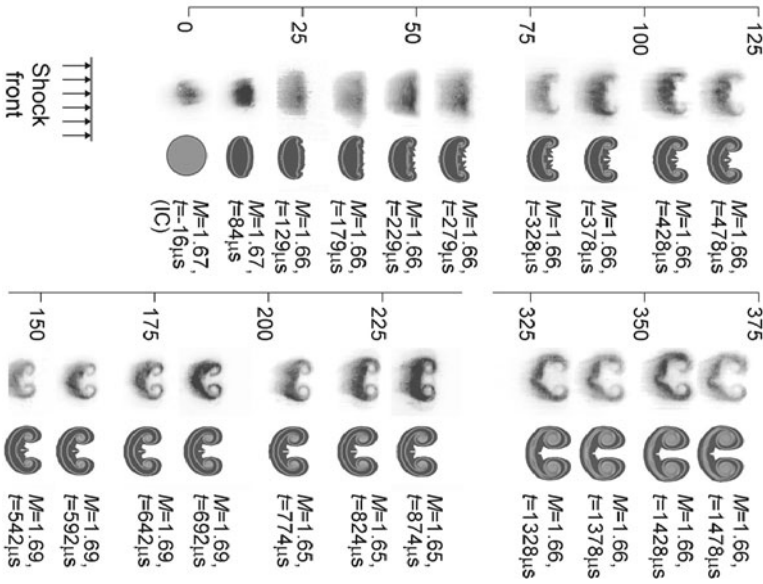 0
25
50
75
100
125
Shock
front
M=1.67,
t=-16μs
(IC)
M=1.67,
t=84μs
M=1.66,
t=129μs
M=1.66,
t=179μs
M=1.66,
t=229μs
M=1.66,
t=279μs
M=1.66,
t=328μs
M=1.66,
t=378μs
M=1.66,
t=428μs
M=1.66,
t=478μs
150
175
200
225
325
350
375
M=1.69,
t=542μs
M=1.69,
t=592μs
M=1.69,
t=642μs
M=1.69,
t=692μs
M=1.65,
t=774μs
M=1.65,
t=824μs
M=1.65,
t=874μs
M=1.66,
t=1328μs
M=1.66,
t=1378μs
M=1.66,
t=1428μs
M=1.66,
t=1478μs